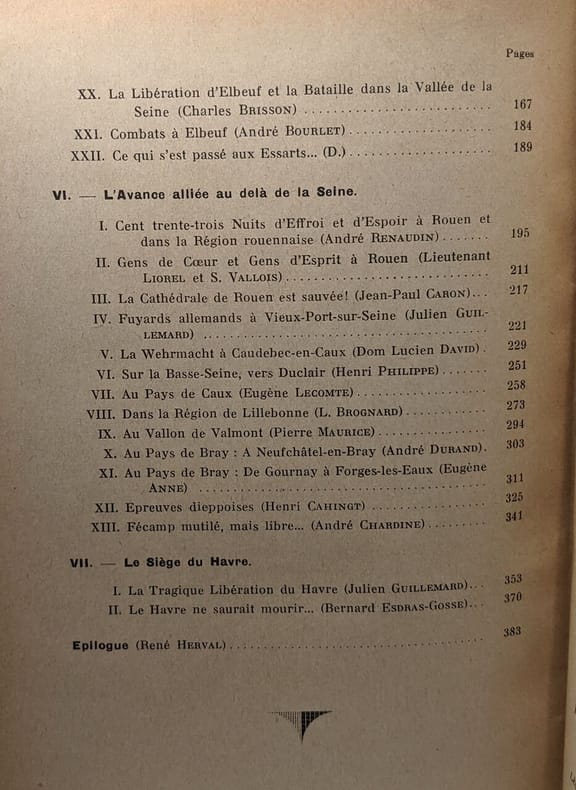 Pages
XX. La Libération d'Elbeuf et la Bataille dans la Vallée de la
Seine (Charles BRISSON) .......................... 167
XXI. Combats à Elbeuf (André BOURLET) .................... 184
XXII. Ce qui s'est passé aux Essarts... (D.) .................... 189
VI. — L'Avance alliée au delà de la Seine.
I. Cent trente-trois Nuits d'Effroi et d'Espoir à Rouen et
dans la Région rouennaise (André RENAUDIN) ....... 195
II. Gens de Cœur et Gens d'Esprit à Rouen (Lieutenant
LIOREL et S. VALLOIS) ............................ 211
III. La Cathédrale de Rouen est sauvée! (Jean-Paul CARON) ... 217
IV. Fuyards allemands à Vieux-Port-sur-Seine (Julien GUIL-
LEMARD) ....................................... 221
V. La Wehrmacht à Caudebec-en-Caux (Dom Lucien DAVID) . 229
VI. Sur la Basse-Seine, vers Duclair (Henri PHILIPPE) ....... 251
VII. Au Pays de Caux (Eugène LECOMTE) .................. 258
VIII. Dans la Région de Lillebonne (L. BROGNARD) ........... 273
IX. Au Vallon de Valmont (Pierre MAURICE) ............... 294
X. Au Pays de Bray : A Neufchâtel-en-Bray (André DURAND) . 303
XI. Au Pays de Bray : De Gournay à Forges-les-Eaux (Eugène
ANNE) ........................................ 311
XII. Epreuves dieppoises (Henri CAHINGT) ................ 325
XIII. Fécamp mutilé, mais libre... (André CHARDINE) ......... 341
VII. — Le Siège du Havre.
I. La Tragique Libération du Havre (Julien GUILLEMARD) ... 353
II. Le Havre ne saurait mourir... (Bernard ESDRAS-GOSSE) ... 370
Epilogue (René HERVAL) .................................... 383